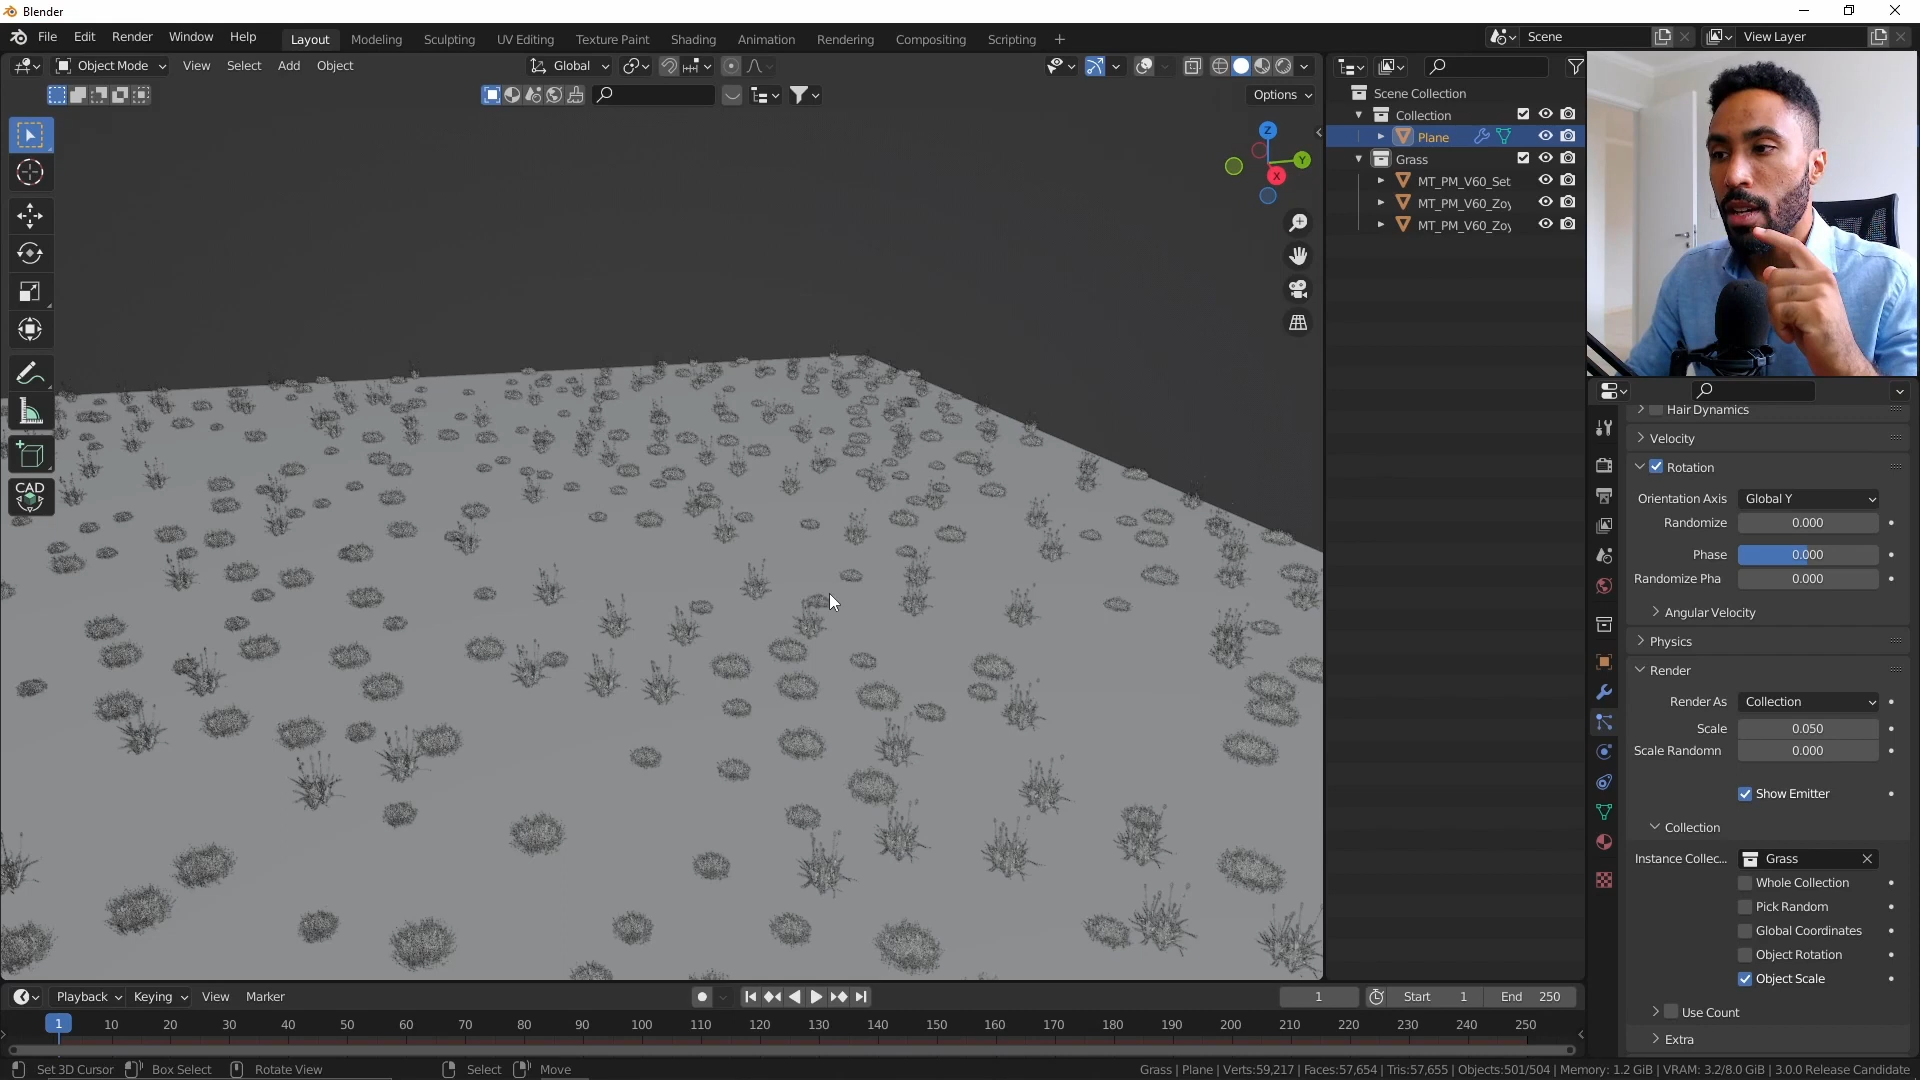 Blender
File Edit Render Window Help
Layout Modeling Sculpting UV Editing Texture Paint Shading Animation Rendering Compositing Scripting +
Scene
View Layer
Object Mode View Select Add Object
Global
Options
Z
Y
X
CAD
Scene Collection
Collection
Plane
Grass
MT_PM_V60_Set
MT_PM_V60_Zoy
MT_PM_V60_Zoy
Hair Dynamics
Velocity
Rotation
Orientation Axis Global Y
Randomize 0.000
Phase 0.000
Randomize Pha 0.000
Angular Velocity
Physics
Render
Render As Collection
Scale 0.050
Scale Randomn 0.000
Show Emitter
Collection
Instance Collec... Grass
Whole Collection
Pick Random
Global Coordinates
Object Rotation
Object Scale
Use Count
Extra
Playback Keying View Marker
1 Start 1 End 250
1 10 20 30 40 50 60 70 80 90 100 110 120 130 140 150 160 170 180 190 200 210 220 230 240 250
Set 3D Cursor Box Select Rotate View Select Move
Grass | Plane | Verts:59,217 | Faces:57,654 | Tris:57,655 | Objects:501/504 | Memory: 1.2 GiB | VRAM: 3.2/8.0 GiB | 3.0.0 Release Candidate